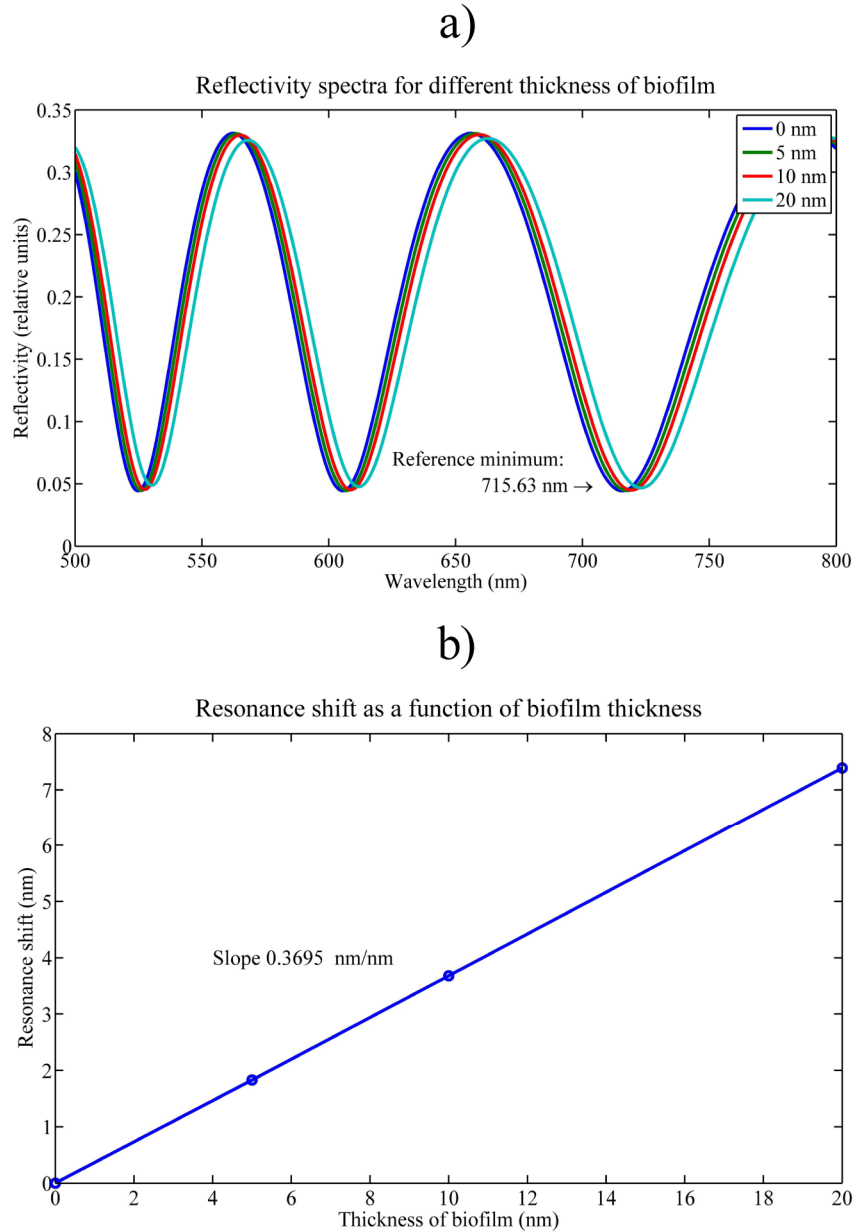 a)
Reflectivity spectra for different thickness of biofilm
0.35
0.3
0.25
0.2
0.15
0.1
0.05
0
Reflectivity (relative units)
0 nm
5 nm
10 nm
20 nm
Reference minimum:
715.63 nm →
500 550 600 650 700 750 800
Wavelength (nm)
b)
Resonance shift as a function of biofilm thickness
8
7
6
5
4
3
2
1
0
Resonance shift (nm)
Slope 0.3695 nm/nm
0 2 4 6 8 10 12 14 16 18 20
Thickness of biofilm (nm)